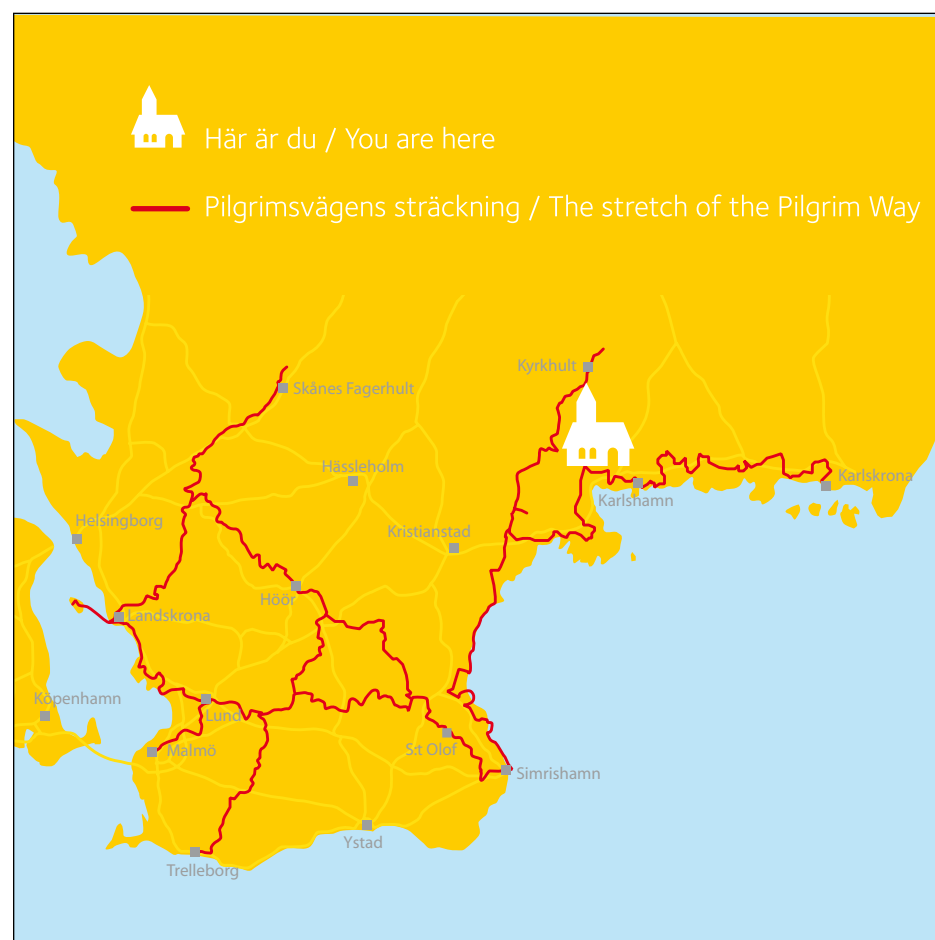 Här är du / You are here
Pilgrimsvägens sträckning / The stretch of the Pilgrim Way
Kyrkhult
Skånes Fagerhult
Hässleholm
Karlskrona
Karlshamn
Helsingborg
Kristianstad
Höör
Landskrona
Köpenhamn
Lund
Malmö
S:t Olof
Simrishamn
Ystad
Trelleborg